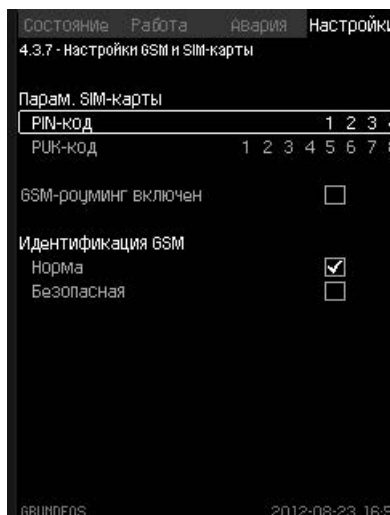 Состояние Работа Авария Настройки
4.3.7 - Настройки GSM и SIM-карты
Парам. SIM-карты
PIN-код 1 2 3
PUK-код 1 2 3 4 5 6 7
GSM-роуминг включен
Идентификация GSM
Норма
Безопасная
GRUNDFOS 2012-08-23 16:5